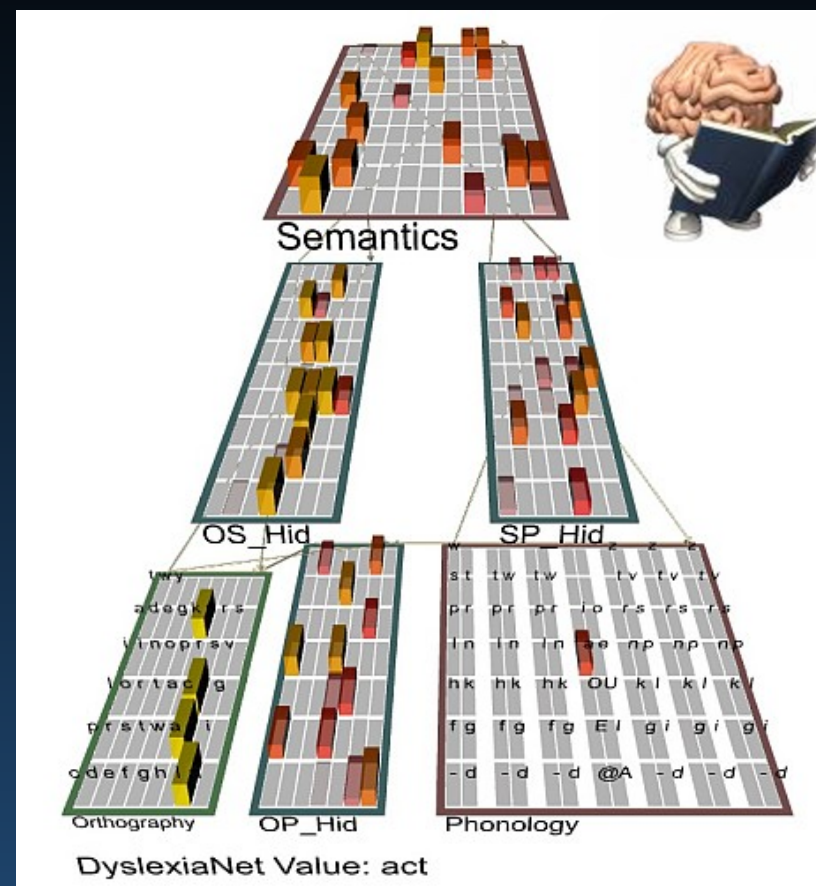 Semantics
OS_Hid
SP_Hid
w z z z
t w y
s t t w t w t v t v t v
a d e g k r s
p r p r p r i o r s r s r s
i l n o p r s v
l n l n l n a e n p n p n p
l o r t a c g
h k h k h k O U k l k l k l
p r s t w a i
f g f g f g E I g i g i g i
c d e f g h l
- d - d - d @ A - d - d - d
Orthography
OP_Hid
Phonology
DyslexiaNet Value: act